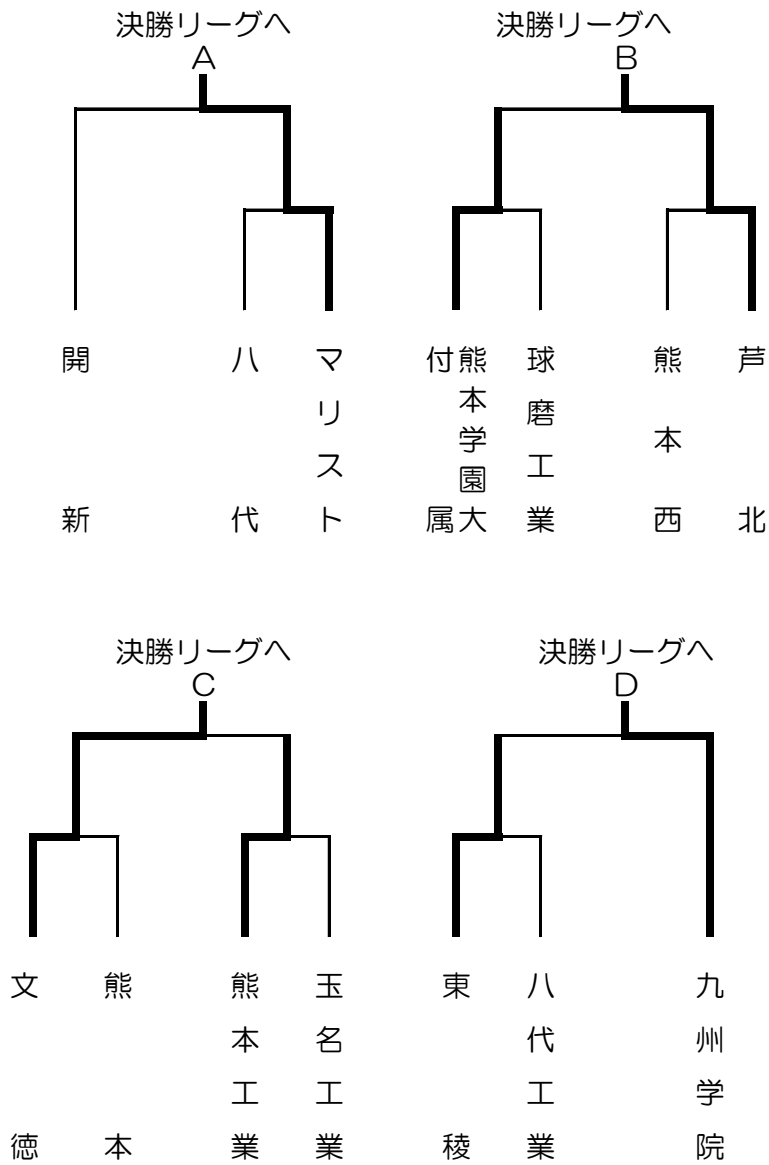 決勝リーグへ
A
決勝リーグへ
B
開新
八代
マリスト
熊本学園大
付属
球磨工業
熊本西
芦北
決勝リーグへ
C
決勝リーグへ
D
文徳
熊本
熊本工業
玉名工業
東稜
八代工業
九州学院